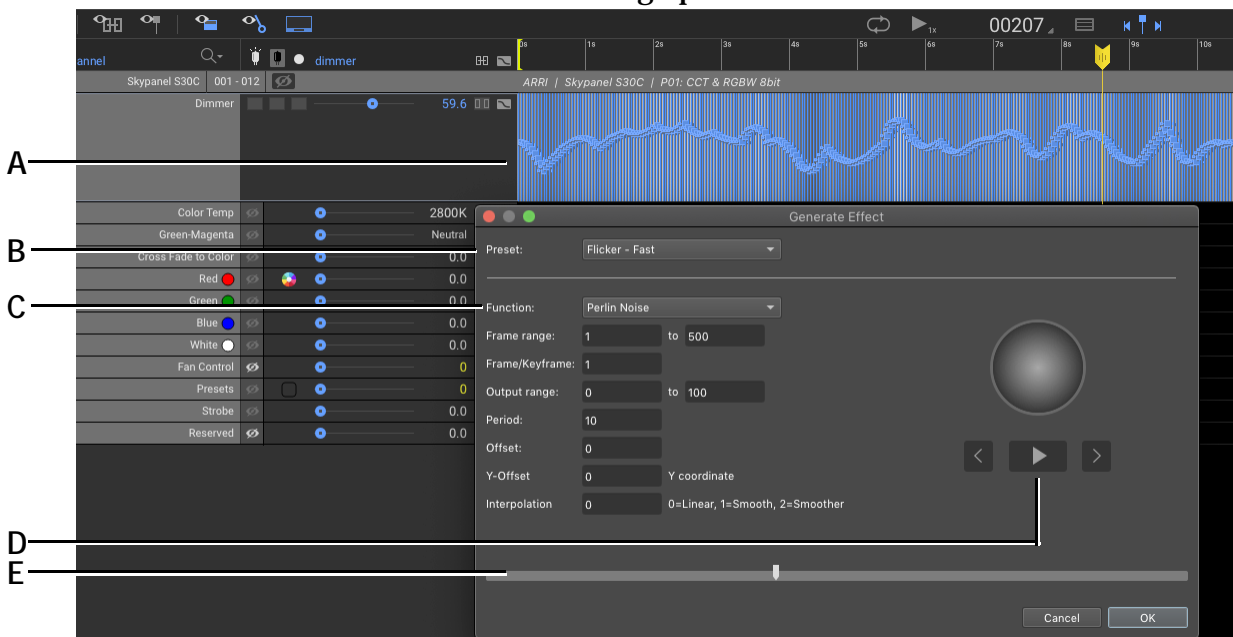 1x
00207
annel
dimmer
0s 1s 2s 3s 4s 5s 6s 7s 8s 9s 10s
Skypanel S30C 001 - 012
ARRI | Skypanel S30C | P01: CCT & RGBW 8bit
Dimmer 59.6
A
Color Temp 2800K
Generate Effect
Green-Magenta Neutral
B
Preset: Flicker - Fast
Cross Fade to Color 0.0
Red 0.0
C
Green 0.0
Function: Perlin Noise
Blue 0.0
Frame range: 1 to 500
White 0.0
Frame/Keyframe: 1
Fan Control 0
Presets 0
Output range: 0 to 100
Strobe 0.0
Period: 10
Reserved 0.0
Offset: 0
Y-Offset 0 Y coordinate
Interpolation 0 0=Linear, 1=Smooth, 2=Smoother
D
E
Cancel OK